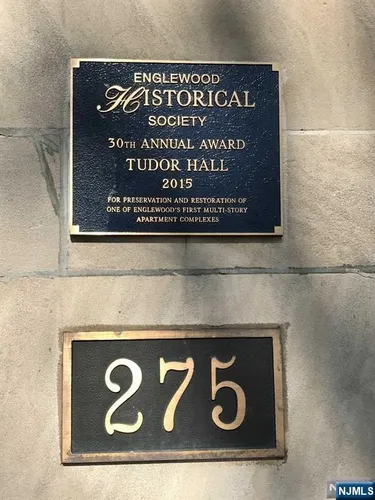 ENGLEWOOD
HISTORICAL
SOCIETY
30TH ANNUAL AWARD
TUDOR HALL
2015
FOR PRESERVATION AND RESTORATION OF
ONE OF ENGLEWOOD'S FIRST MULTI-STORY
APARTMENT COMPLEXES
275
NJMLS